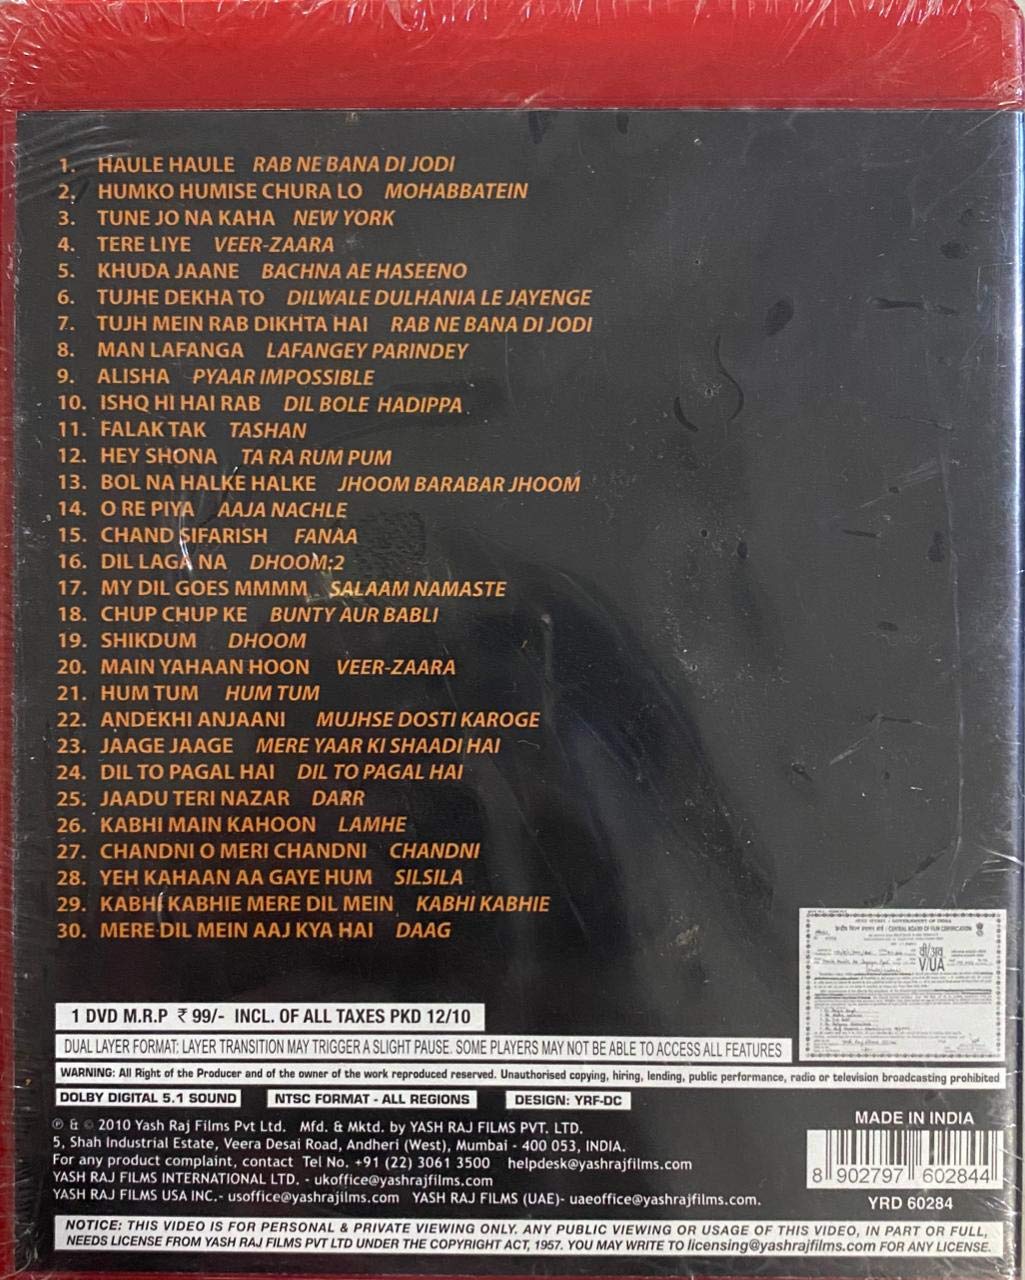 1. HAULE HAULE RAB NE BANA DI JODI
2. HUMKO HUMISE CHURA LO MOHABBATEIN
3. TUNE JO NA KAHA NEW YORK
4. TERE LIYE VEER-ZAARA
5. KHUDA JAANE BACHNA AE HASEENO
6. TUJHE DEKHA TO DILWALE DULHANIA LE JAYENGE
7. TUJH MEIN RAB DIKHTA HAI RAB NE BANA DI JODI
8. MAN LAFANGA LAFANGEY PARINDEY
9. ALISHA PYAAR IMPOSSIBLE
10. ISHQ HI HAI RAB DIL BOLE HADIPPA
11. FALAK TAK TASHAN
12. HEY SHONA TA RA RUM PUM
13. BOL NA HALKE HALKE JHOOM BARABAR JHOOM
14. O RE PIYA AAJA NACHLE
15. CHAND SIFARISH FANAA
16. DIL LAGA NA DHOOM:2
17. MY DIL GOES MMMM SALAAM NAMASTE
18. CHUP CHUP KE BUNTY AUR BABLI
19. SHIKDUM DHOOM
20. MAIN YAHAAN HOON VEER-ZAARA
21. HUM TUM HUM TUM
22. ANDEKHI ANJAANI MUJHSE DOSTI KAROGE
23. JAAGE JAAGE MERE YAAR KI SHAADI HAI
24. DIL TO PAGAL HAI DIL TO PAGAL HAI
25. JAADU TERI NAZAR DARR
26. KABHI MAIN KAHOON LAMHE
27. CHANDNI O MERI CHANDNI CHANDNI
28. YEH KAHAAN AA GAYE HUM SILSILA
29. KABHI KABHIE MERE DIL MEIN KABHI KABHIE
30. MERE DIL MEIN AAJ KYA HAI DAAG
GOVERNMENT OF INDIA
CENTRAL BOARD OF FILM CERTIFICATION
वी/अव
V/UA
1 DVD M.R.P ₹ 99/- INCL. OF ALL TAXES PKD 12/10
DUAL LAYER FORMAT: LAYER TRANSITION MAY TRIGGER A SLIGHT PAUSE. SOME PLAYERS MAY NOT BE ABLE TO ACCESS ALL FEATURES
WARNING: All Right of the Producer and of the owner of the work reproduced reserved. Unauthorised copying, hiring, lending, public performance, radio or television broadcasting prohibited
DOLBY DIGITAL 5.1 SOUND NTSC FORMAT - ALL REGIONS DESIGN: YRF-DC
℗ & © 2010 Yash Raj Films Pvt Ltd. Mfd. & Mktd. by YASH RAJ FILMS PVT. LTD.
5, Shah Industrial Estate, Veera Desai Road, Andheri (West), Mumbai - 400 053, INDIA.
For any product complaint, contact Tel No. +91 (22) 3061 3500 helpdesk@yashrajfilms.com
YASH RAJ FILMS INTERNATIONAL LTD. - ukoffice@yashrajfilms.com
YASH RAJ FILMS USA INC.- usoffice@yashrajfilms.com YASH RAJ FILMS (UAE)- uaeoffice@yashrajfilms.com.
MADE IN INDIA
8 902797 602844
YRD 60284
NOTICE: THIS VIDEO IS FOR PERSONAL & PRIVATE VIEWING ONLY. ANY PUBLIC VIEWING OR USAGE OF THIS VIDEO, IN PART OR FULL,
NEEDS LICENSE FROM YASH RAJ FILMS PVT LTD UNDER THE COPYRIGHT ACT, 1957. YOU MAY WRITE TO licensing@yashrajfilms.com FOR ANY LICENSE.